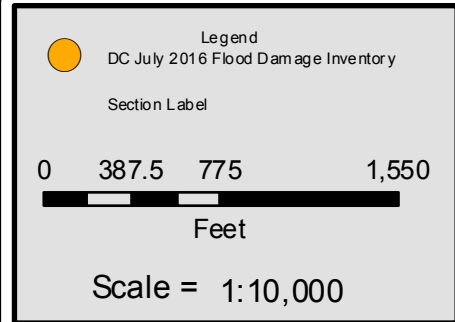 Legend
DC July 2016 Flood Damage Inventory
Section Label
0 387.5 775 1,550
Feet
Scale = 1:10,000